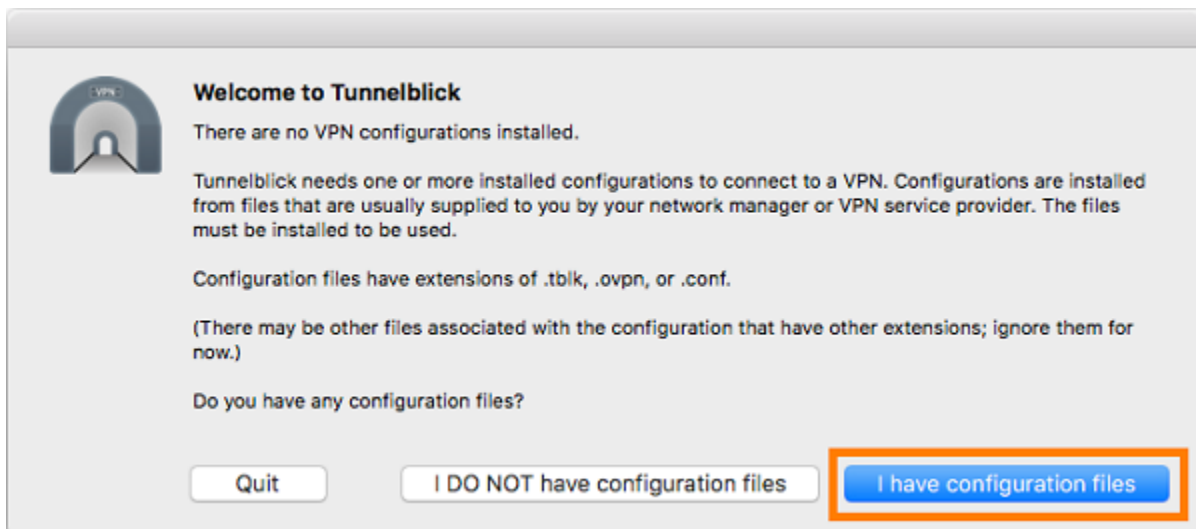 VPN
Welcome to Tunnelblick
There are no VPN configurations installed.
Tunnelblick needs one or more installed configurations to connect to a VPN. Configurations are installed
from files that are usually supplied to you by your network manager or VPN service provider. The files
must be installed to be used.
Configuration files have extensions of .tblk, .ovpn, or .conf.
(There may be other files associated with the configuration that have other extensions; ignore them for
now.)
Do you have any configuration files?
Quit
I DO NOT have configuration files
I have configuration files